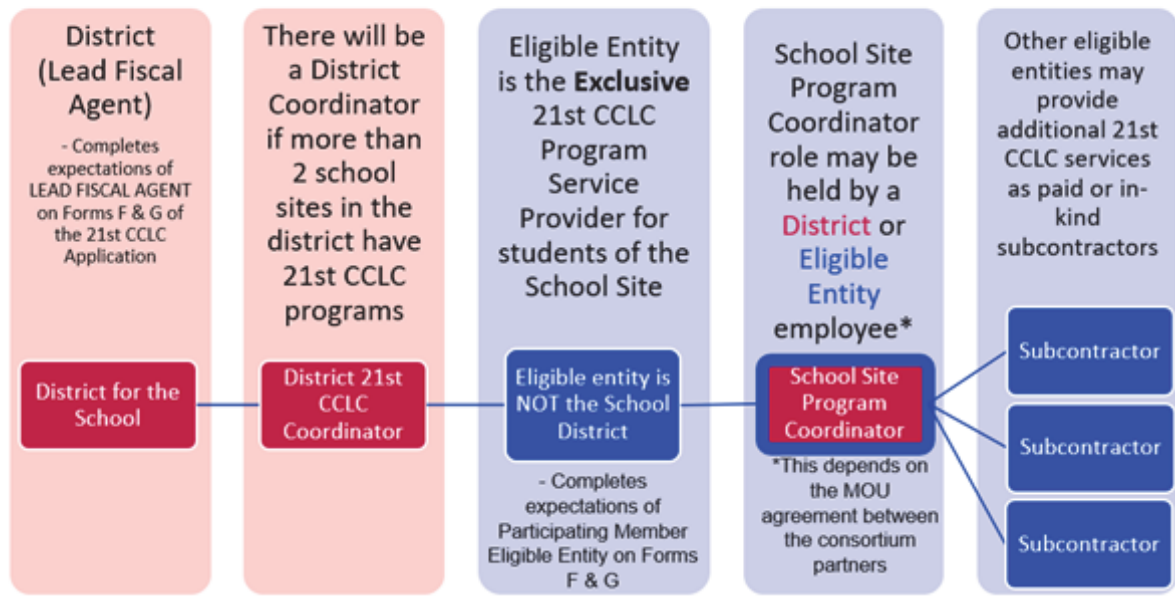 District
(Lead Fiscal
Agent)
- Completes
expectations of
LEAD FISCAL AGENT
on Forms F & G of
the 21st CCLC
Application
District for the
School
There will be
a District
Coordinator
if more than
2 school
sites in the
district have
21st CCLC
programs
District 21st
CCLC
Coordinator
Eligible Entity
is the Exclusive
21st CCLC
Program
Service
Provider for
students of the
School Site
Eligible entity is
NOT the School
District
- Completes
expectations of
Participating Member
Eligible Entity on Forms
F & G
School Site
Program
Coordinator
role may be
held by a
District or
Eligible
Entity
employee*
School Site
Program
Coordinator
*This depends on
the MOU
agreement between
the consortium
partners
Other eligible
entities may
provide
additional 21st
CCLC services
as paid or in-
kind
subcontractors
Subcontractor
Subcontractor
Subcontractor